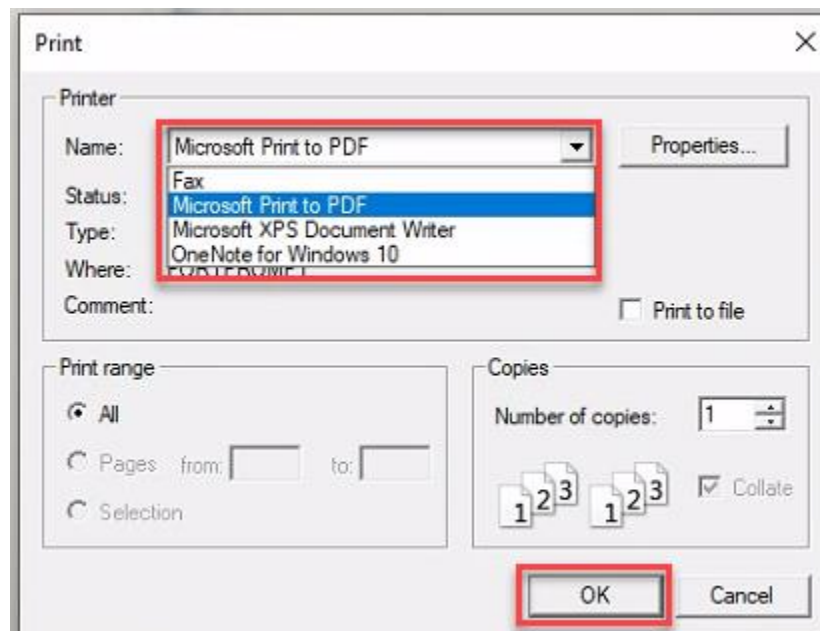 Print
Printer
Name: Microsoft Print to PDF Properties...
Fax
Status: Microsoft Print to PDF
Type: Microsoft XPS Document Writer
OneNote for Windows 10
Where:
Comment: Print to file
Print range
All
Pages from: to:
Selection
Copies
Number of copies: 1
1 2 3 1 2 3 Collate
OK Cancel